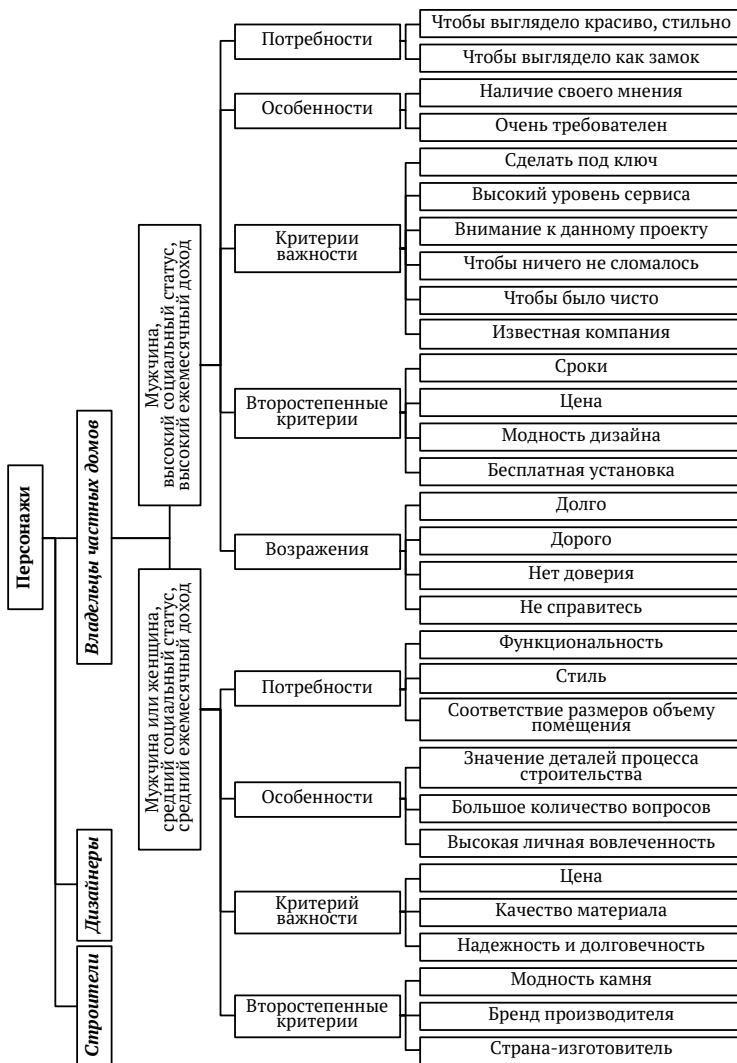 Персонажи
Владельцы частных домов
Мужчина,
высокий социальный статус,
высокий ежемесячный доход
Потребности
Чтобы выглядело красиво, стильно
Чтобы выглядело как замок
Особенности
Наличие своего мнения
Очень требователен
Критерии
важности
Сделать под ключ
Высокий уровень сервиса
Внимание к данному проекту
Чтобы ничего не сломалось
Чтобы было чисто
Известная компания
Второстепенные
критерии
Сроки
Цена
Модность дизайна
Бесплатная установка
Возражения
Долго
Дорого
Нет доверия
Не справитесь
Мужчина или женщина,
средний социальный статус,
средний ежемесячный доход
Потребности
Функциональность
Стиль
Соответствие размеров объему
помещения
Особенности
Значение деталей процесса
строительства
Большое количество вопросов
Высокая личная вовлеченность
Критерий
важности
Цена
Качество материала
Надежность и долговечность
Второстепенные
критерии
Модность камня
Бренд производителя
Страна-изготовитель
Дизайнеры
Строители